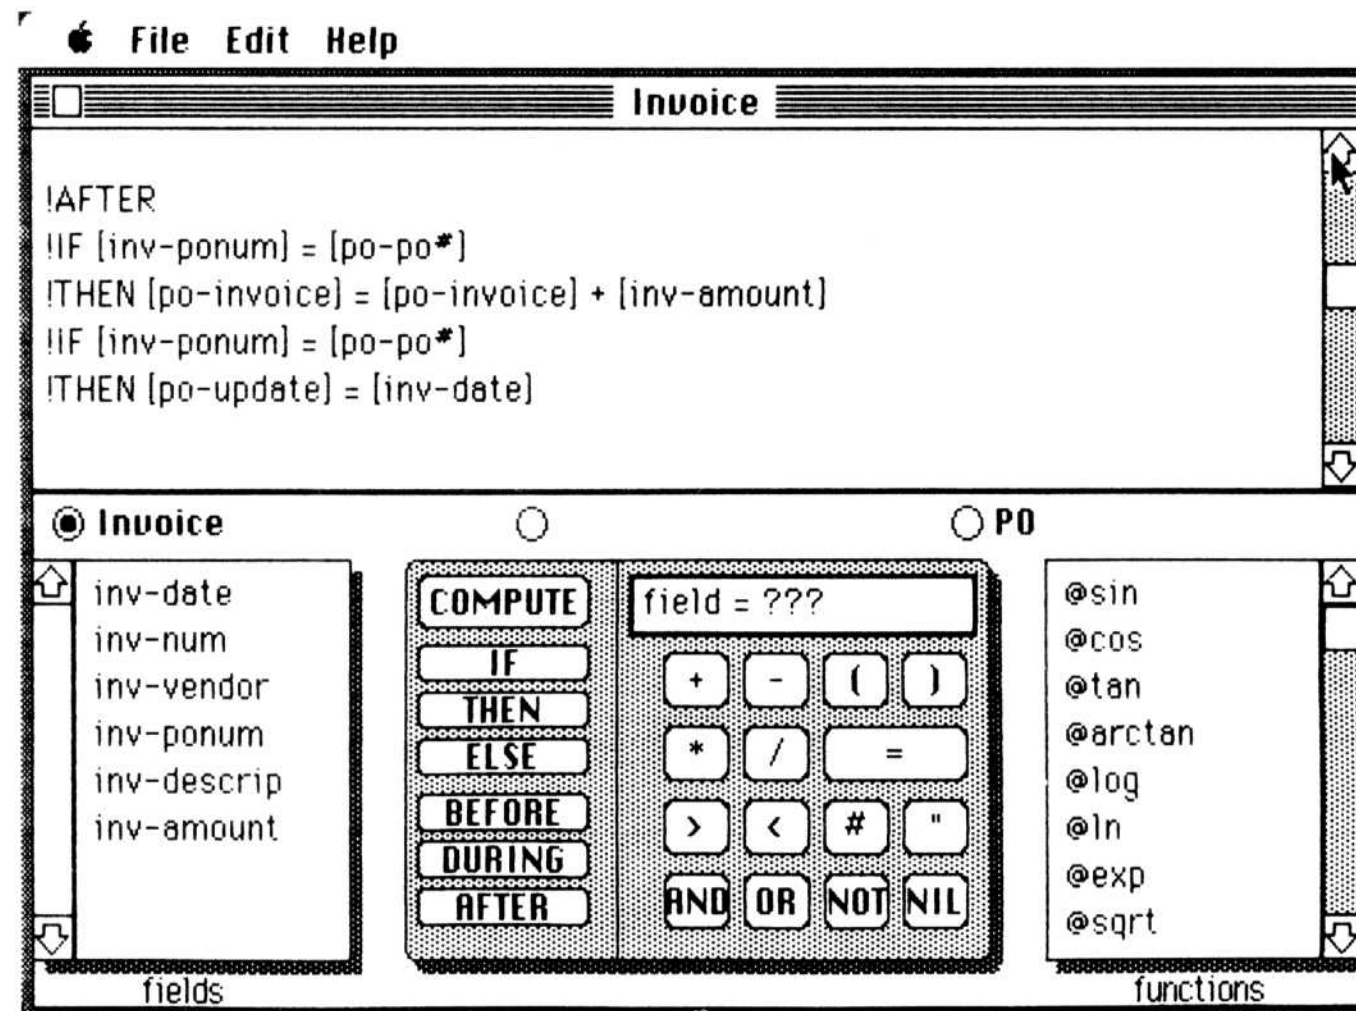 File Edit Help
Invoice
!AFTER
!IF [inv-ponum] = [po-po#]
!THEN [po-invoice] = [po-invoice] + [inv-amount]
!IF [inv-ponum] = [po-po#]
!THEN [po-update] = [inv-date]
Invoice PO
inv-date
inv-num
inv-vendor
inv-ponum
inv-descrip
inv-amount
fields
COMPUTE
IF
THEN
ELSE
BEFORE
DURING
AFTER
field = ???
+ - ( )
* / =
> < # "
AND OR NOT NIL
@sin
@cos
@tan
@arctan
@log
@ln
@exp
@sqrt
functions